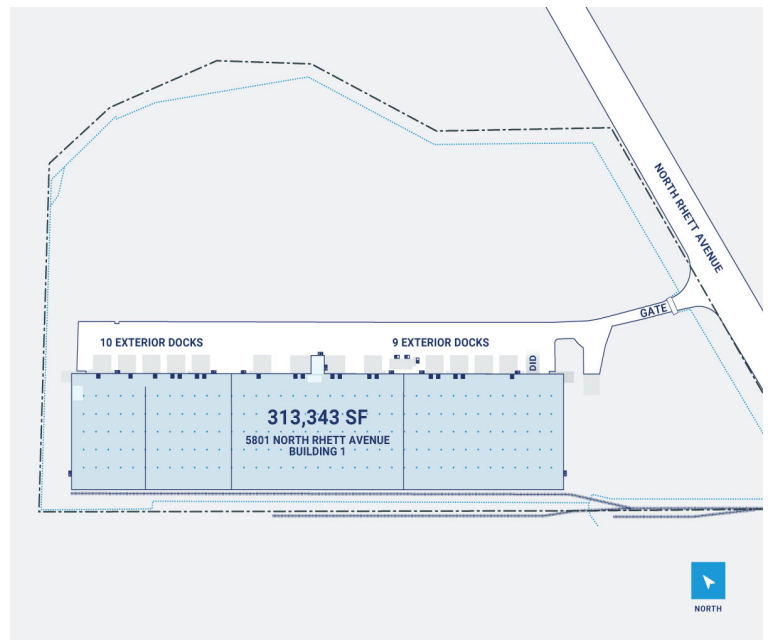 NORTH RHETT AVENUE
GATE
10 EXTERIOR DOCKS
9 EXTERIOR DOCKS
DID
313,343 SF
5801 NORTH RHETT AVENUE
BUILDING 1
NORTH